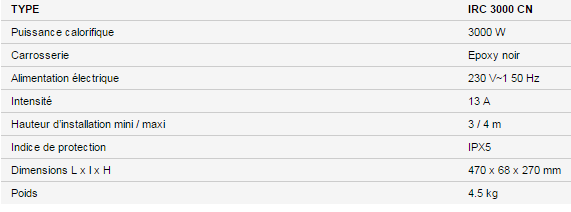 TYPE IRC 3000 CN
Puissance calorifique 3000 W
Carrosserie Epoxy noir
Alimentation électrique 230 V~1 50 Hz
Intensité 13 A
Hauteur d'installation mini / maxi 3 / 4 m
Indice de protection IPX5
Dimensions L x l x H 470 x 68 x 270 mm
Poids 4.5 kg